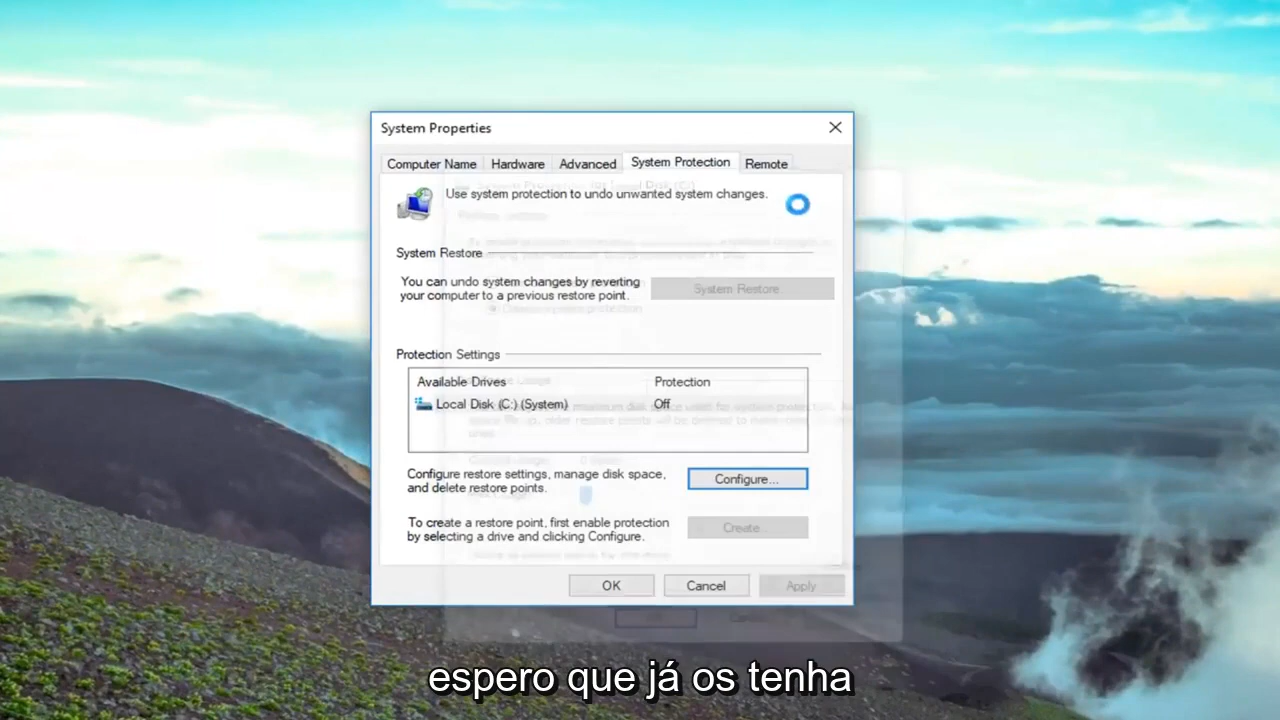 System Properties
Computer Name
Hardware
Advanced
System Protection
Remote
Use system protection to undo unwanted system changes.
System Restore
You can undo system changes by reverting
your computer to a previous restore point.
System Restore
Protection Settings
Available Drives
Protection
Local Disk (C:) (System)
Off
Configure restore settings, manage disk space,
and delete restore points.
Configure...
To create a restore point, first enable protection
by selecting a drive and clicking Configure.
Create...
OK
Cancel
Apply
espero que já os tenha